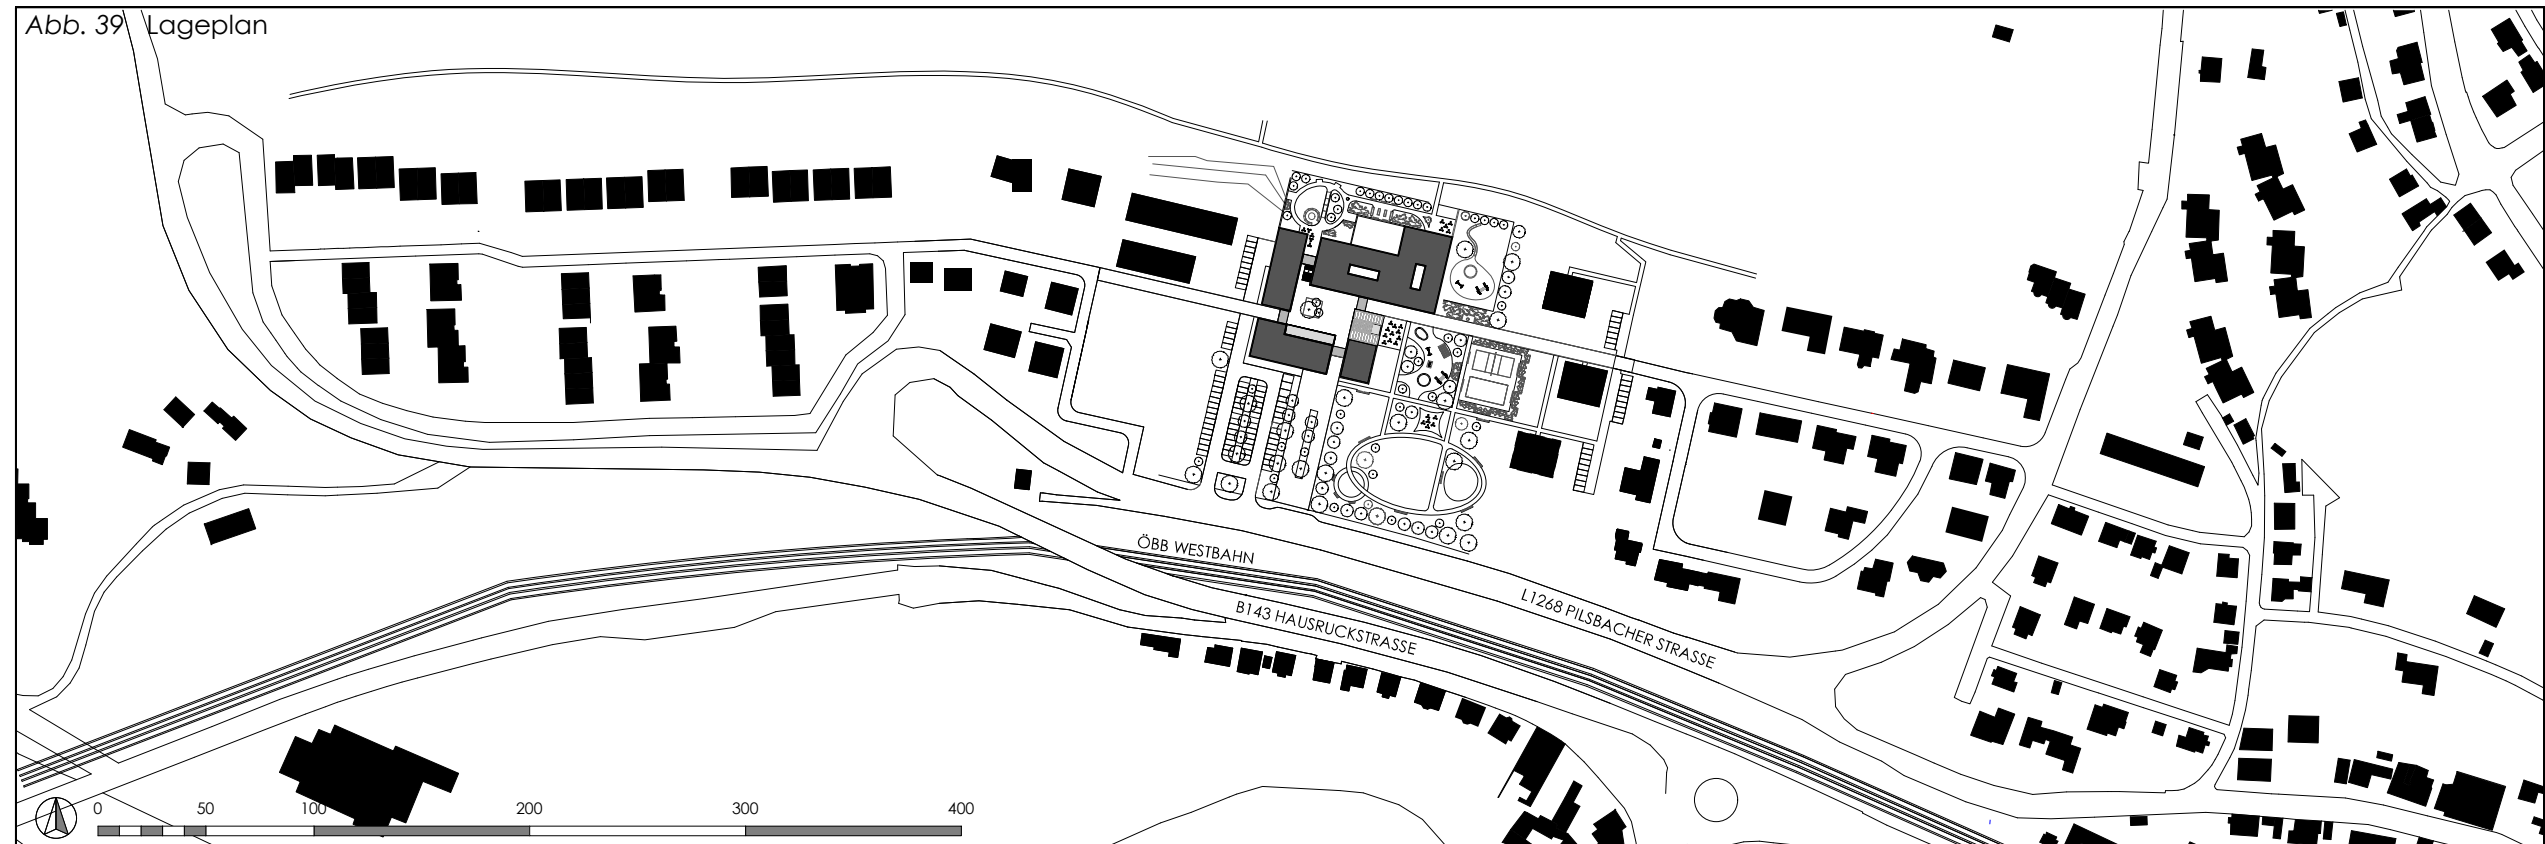 Abb. 39 Lageplan
ÖBB WESTBAHN
L1268 PILSBACHER STRASSE
B143 HAUSRUCKSTRASSE
0 50 100 200 300 400